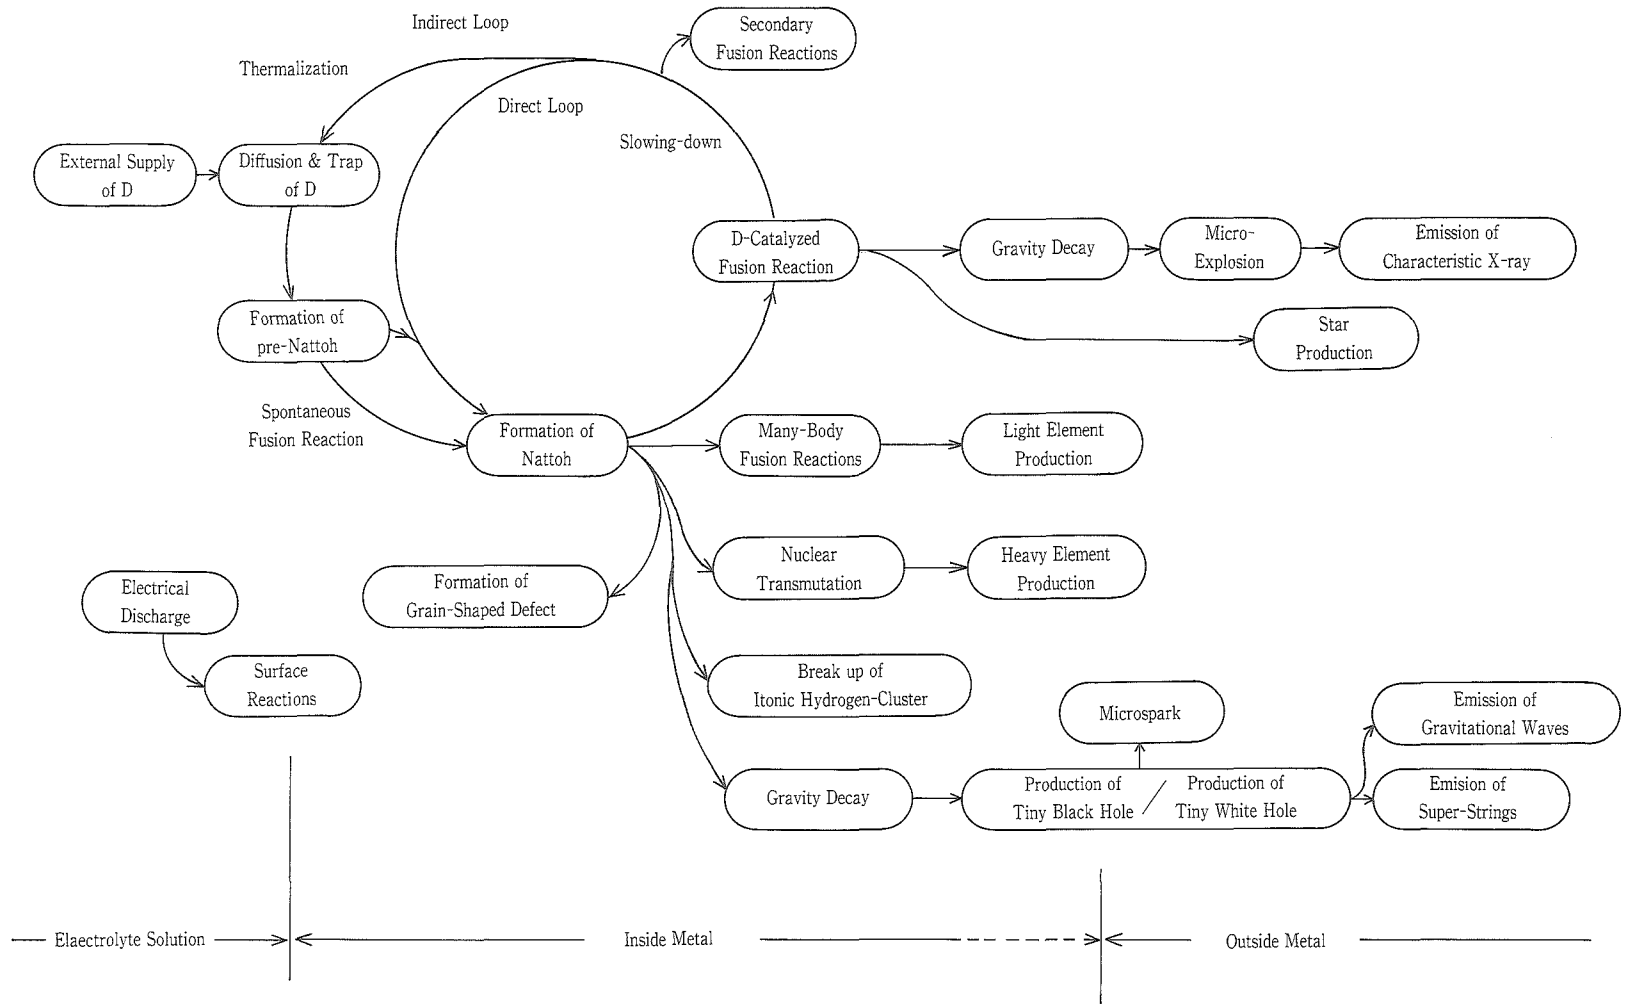 Indirect Loop
Secondary
Fusion Reactions
Thermalization
Direct Loop
Slowing-down
External Supply
of D
Diffusion & Trap
of D
D-Catalyzed
Fusion Reaction
Gravity Decay
Micro-
Explosion
Emission of
Characteristic X-ray
Formation of
pre-Nattoh
Star
Production
Spontaneous
Fusion Reaction
Formation of
Nattoh
Many-Body
Fusion Reactions
Light Element
Production
Nuclear
Transmutation
Heavy Element
Production
Electrical
Discharge
Formation of
Grain-Shaped Defect
Surface
Reactions
Break up of
Itonic Hydrogen-Cluster
Microspark
Emission of
Gravitational Waves
Gravity Decay
Production of
Tiny Black Hole /
Production of
Tiny White Hole
Emision of
Super-Strings
Elaectrolyte Solution
Inside Metal
Outside Metal